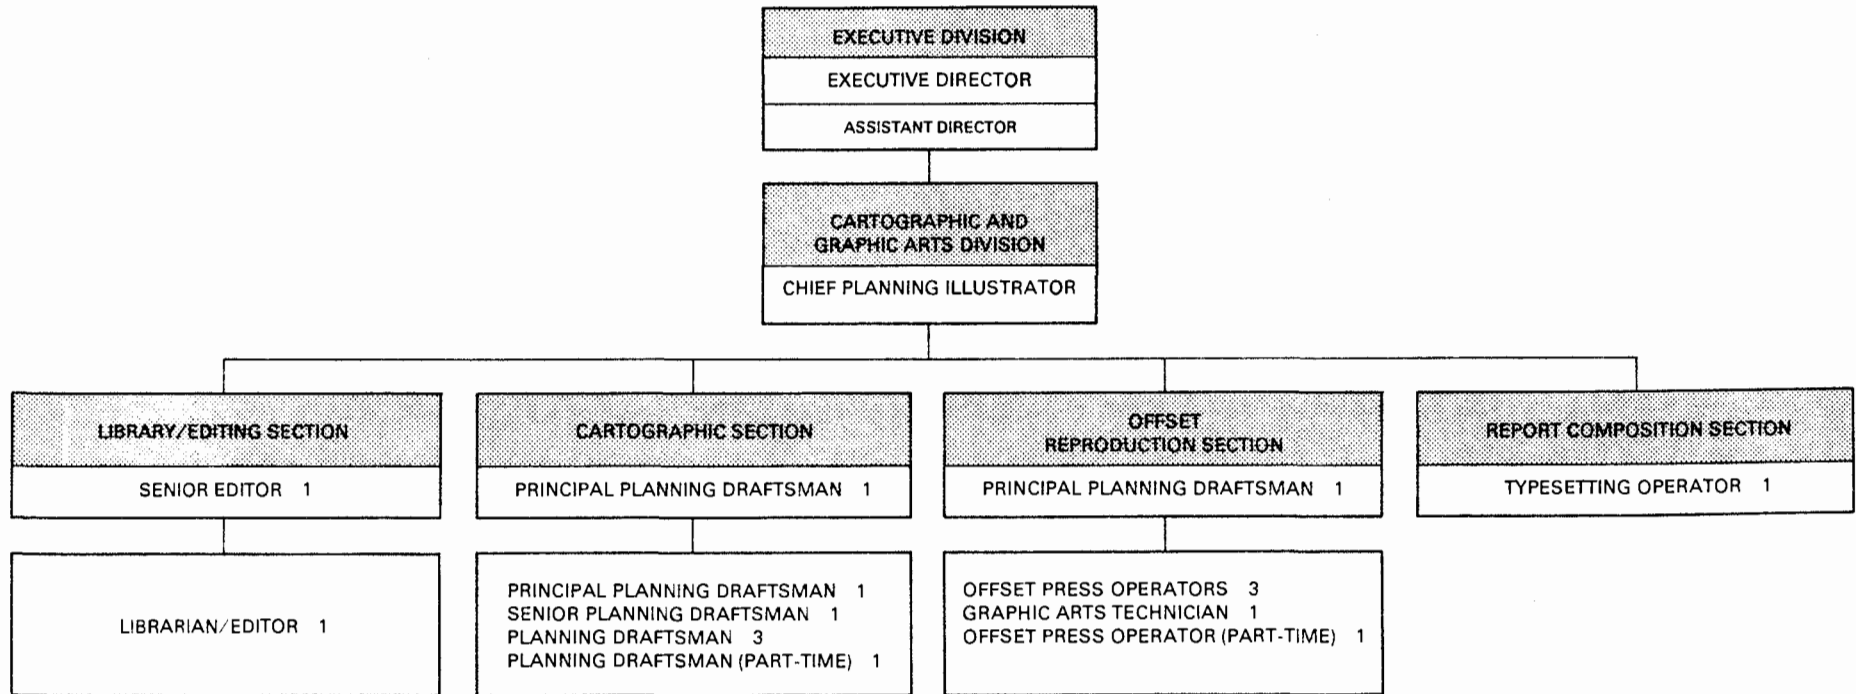 EXECUTIVE DIVISION
EXECUTIVE DIRECTOR
ASSISTANT DIRECTOR
CARTOGRAPHIC AND
GRAPHIC ARTS DIVISION
CHIEF PLANNING ILLUSTRATOR
LIBRARY/EDITING SECTION
SENIOR EDITOR 1
LIBRARIAN/EDITOR 1
CARTOGRAPHIC SECTION
PRINCIPAL PLANNING DRAFTSMAN 1
PRINCIPAL PLANNING DRAFTSMAN 1
SENIOR PLANNING DRAFTSMAN 1
PLANNING DRAFTSMAN 3
PLANNING DRAFTSMAN (PART-TIME) 1
OFFSET
REPRODUCTION SECTION
PRINCIPAL PLANNING DRAFTSMAN 1
OFFSET PRESS OPERATORS 3
GRAPHIC ARTS TECHNICIAN 1
OFFSET PRESS OPERATOR (PART-TIME) 1
REPORT COMPOSITION SECTION
TYPESETTING OPERATOR 1